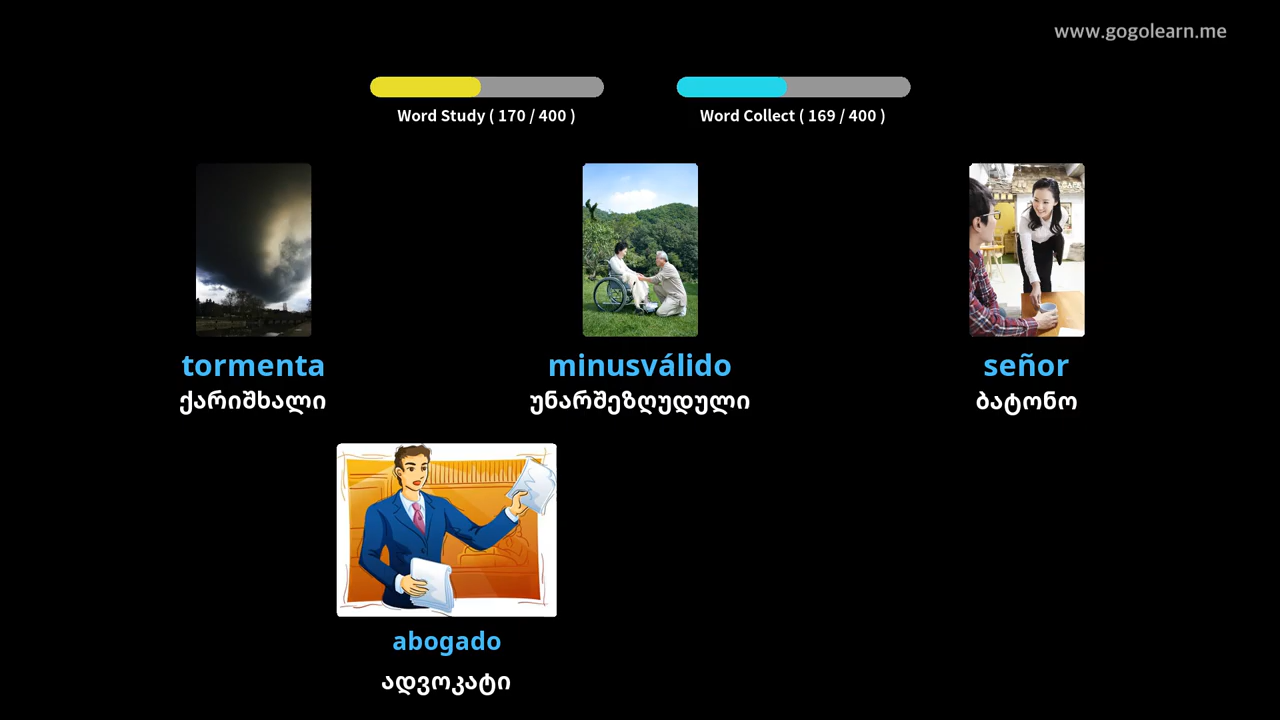 www.gogolearn.me
Word Study ( 170 / 400 )
Word Collect ( 169 / 400 )
tormenta
minusválido
señor
ქარიშხალი
უნარშეზღუდული
ბატონო
abogado
ადვოკატი